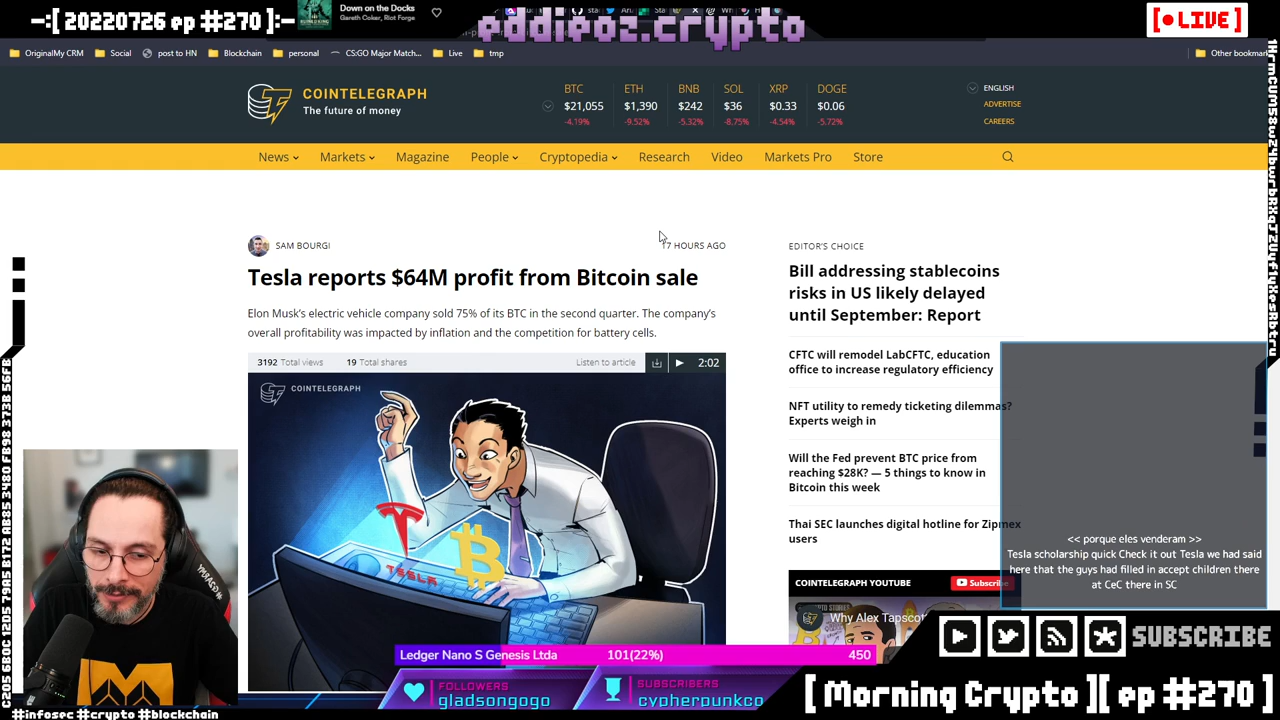 -:[ 20220726 ep #270 ]:-
Down on the Docks
Gareth Coker, Riot Forge
eddieoz.crypto
[● LIVE]
OriginalMy CRM
Social
post to HN
Blockchain
personal
CS:GO Major Match...
Live
tmp
Other bookmar
COINTELEGRAPH
The future of money
BTC ETH BNB SOL XRP DOGE
$21,055 $1,390 $242 $36 $0.33 $0.06
-4.19% -9.52% -5.32% -8.75% -4.54% -5.72%
ENGLISH
ADVERTISE
CAREERS
News Markets Magazine People Cryptopedia Research Video Markets Pro Store
SAM BOURGI
17 HOURS AGO
Tesla reports $64M profit from Bitcoin sale
Elon Musk's electric vehicle company sold 75% of its BTC in the second quarter. The company's
overall profitability was impacted by inflation and the competition for battery cells.
3192 Total views 19 Total shares Listen to article 2:02
COINTELEGRAPH
TESLA
EDITOR'S CHOICE
Bill addressing stablecoins
risks in US likely delayed
until September: Report
CFTC will remodel LabCFTC, education
office to increase regulatory efficiency
NFT utility to remedy ticketing dilemmas?
Experts weigh in
Will the Fed prevent BTC price from
reaching $28K? — 5 things to know in
Bitcoin this week
Thai SEC launches digital hotline for Zipmex
users
COINTELEGRAPH YOUTUBE
Subscribe
Why Alex Tapscot
<< porque eles venderam >>
Tesla scholarship quick Check it out Tesla we had said
here that the guys had filled in accept children there
at CeC there in SC
SUBSCRIBE
Ledger Nano S Genesis Ltda 101(22%) 450
FOLLOWERS
gladsongogo
SUBSCRIBERS
cypherpunkco
[ Morning Crypto ][ ep #270 ]
#infosec #crypto #blockchain